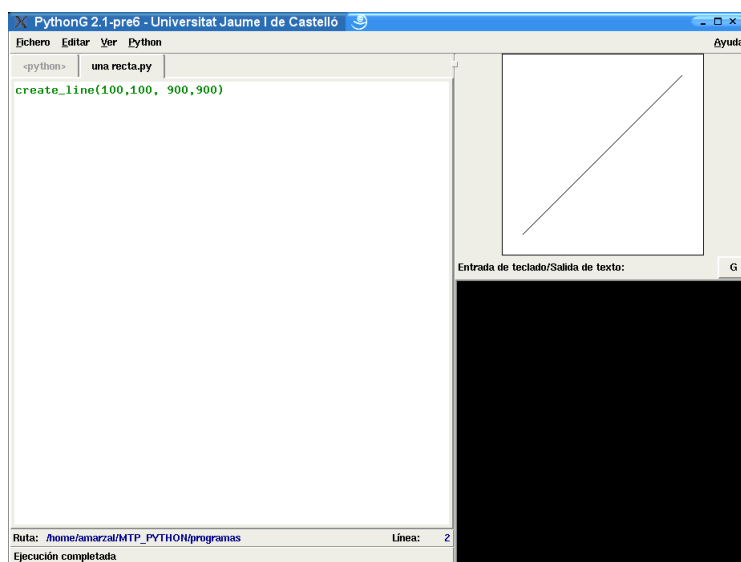 PythonG 2.1-pre6 - Universitat Jaume I de Castelló
Fichero Editar Ver Python
<python> una recta.py
create_line(100,100, 900,900)
Ruta: /home/amarzal/MTP_PYTHON/programas Línea: 2
Ejecución completada
Ayuda
Entrada de teclado/Salida de texto: G